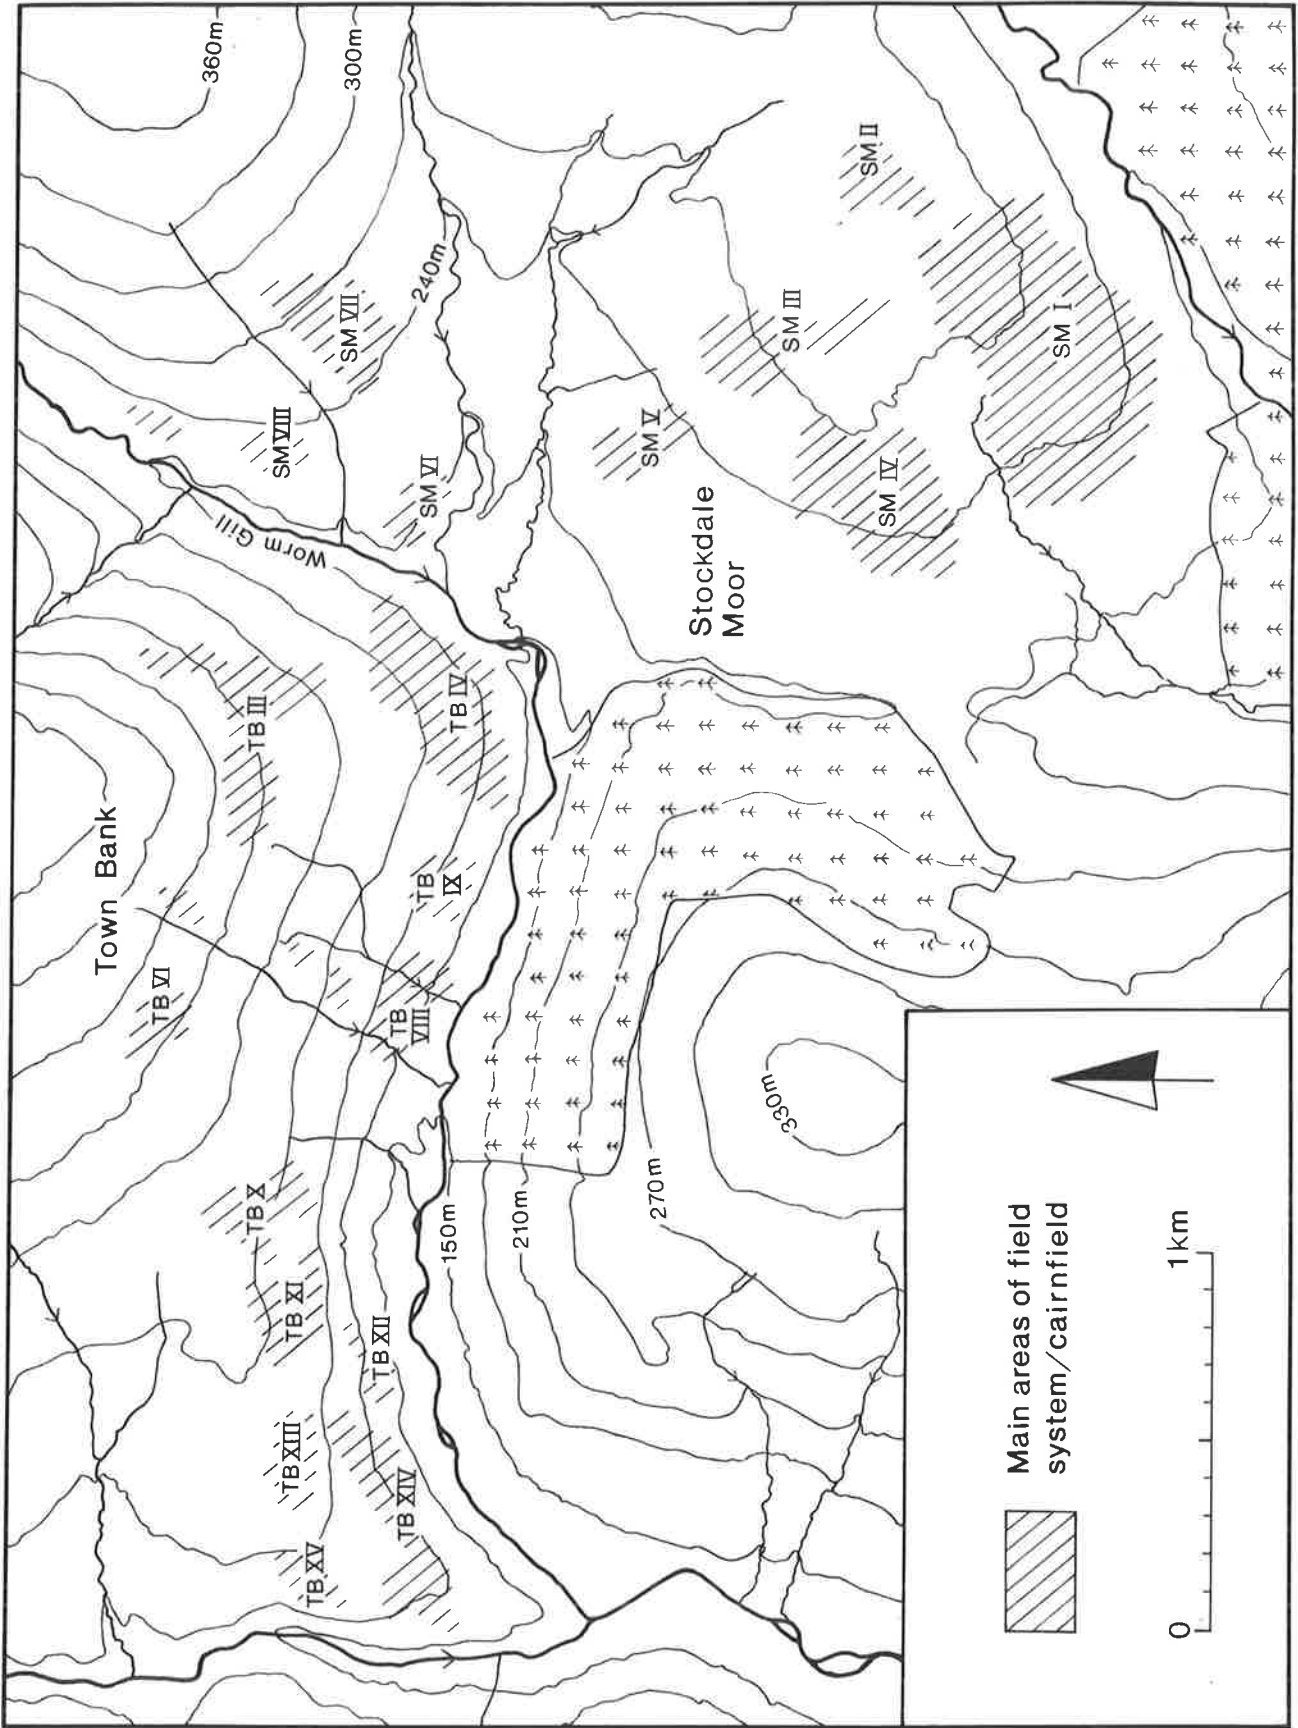 360m
300m
240m
SM II
SM VII
SM III
SM I
SM VIII
SM VI
SM V
SM IV
Worm Gill
Stockdale
Moor
TB III
TB IV
Town Bank
TB
IX
TB VI
TB
VIII
330m
270m
210m
150m
TB X
TB XI
TB XII
TB XIII
TB XIV
TB XV
Main areas of field
system/cairnfield
0
1km